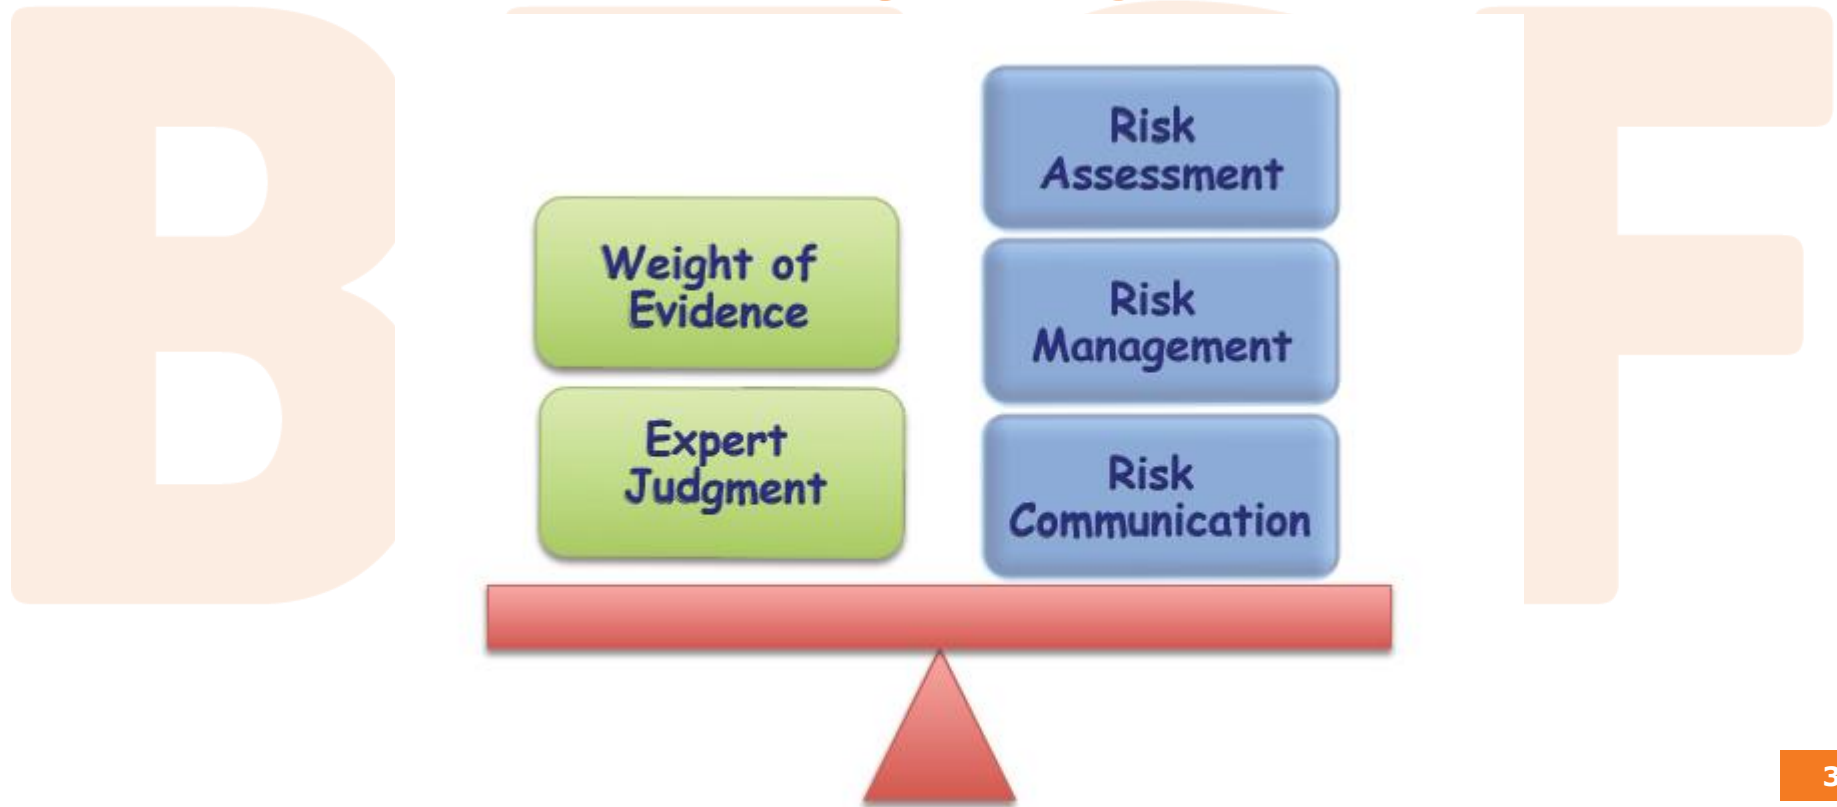 Weight of
Evidence
Expert
Judgment
Risk
Assessment
Risk
Management
Risk
Communication
3